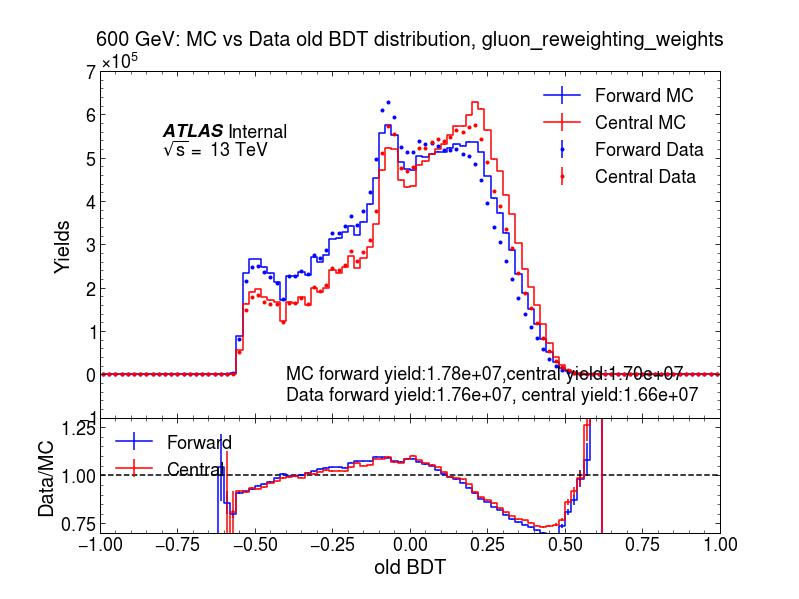 600 GeV: MC vs Data old BDT distribution, gluon_reweighting_weights
×10⁵
7
6
5
4
3
2
1
0
−1
Yields
ATLAS Internal
√s = 13 TeV
Forward MC
Central MC
Forward Data
Central Data
MC forward yield:1.78e+07,central yield:1.70e+07
Data forward yield:1.76e+07, central yield:1.66e+07
1.25
1.00
0.75
Data/MC
Forward
Central
−1.00 −0.75 −0.50 −0.25 0.00 0.25 0.50 0.75 1.00
old BDT